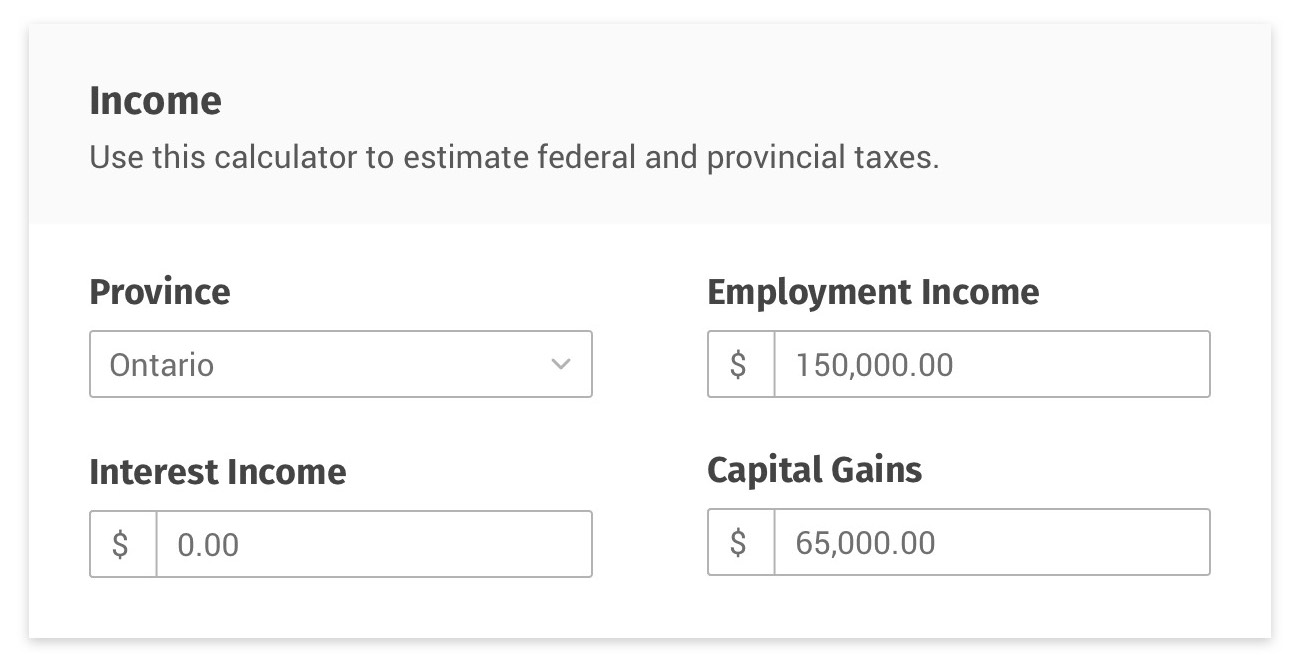 Income
Use this calculator to estimate federal and provincial taxes.
Province
Ontario
Employment Income
$ 150,000.00
Interest Income
$ 0.00
Capital Gains
$ 65,000.00